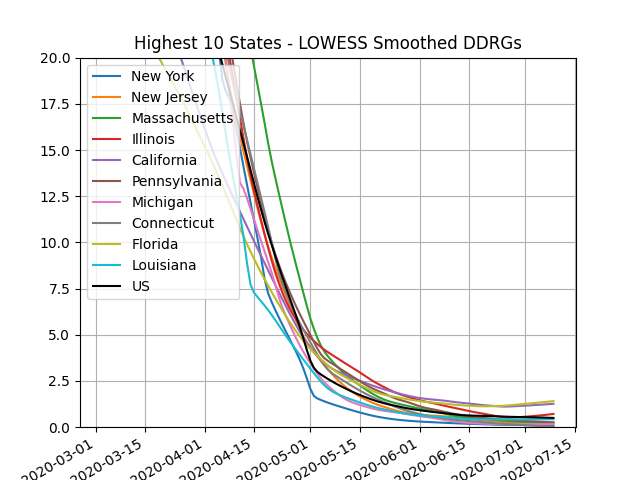 Highest 10 States - LOWESS Smoothed DDRGs
20.0
17.5
15.0
12.5
10.0
7.5
5.0
2.5
0.0
New York
New Jersey
Massachusetts
Illinois
California
Pennsylvania
Michigan
Connecticut
Florida
Louisiana
US
2020-03-01
2020-03-15
2020-04-01
2020-04-15
2020-05-01
2020-05-15
2020-06-01
2020-06-15
2020-07-01
2020-07-15